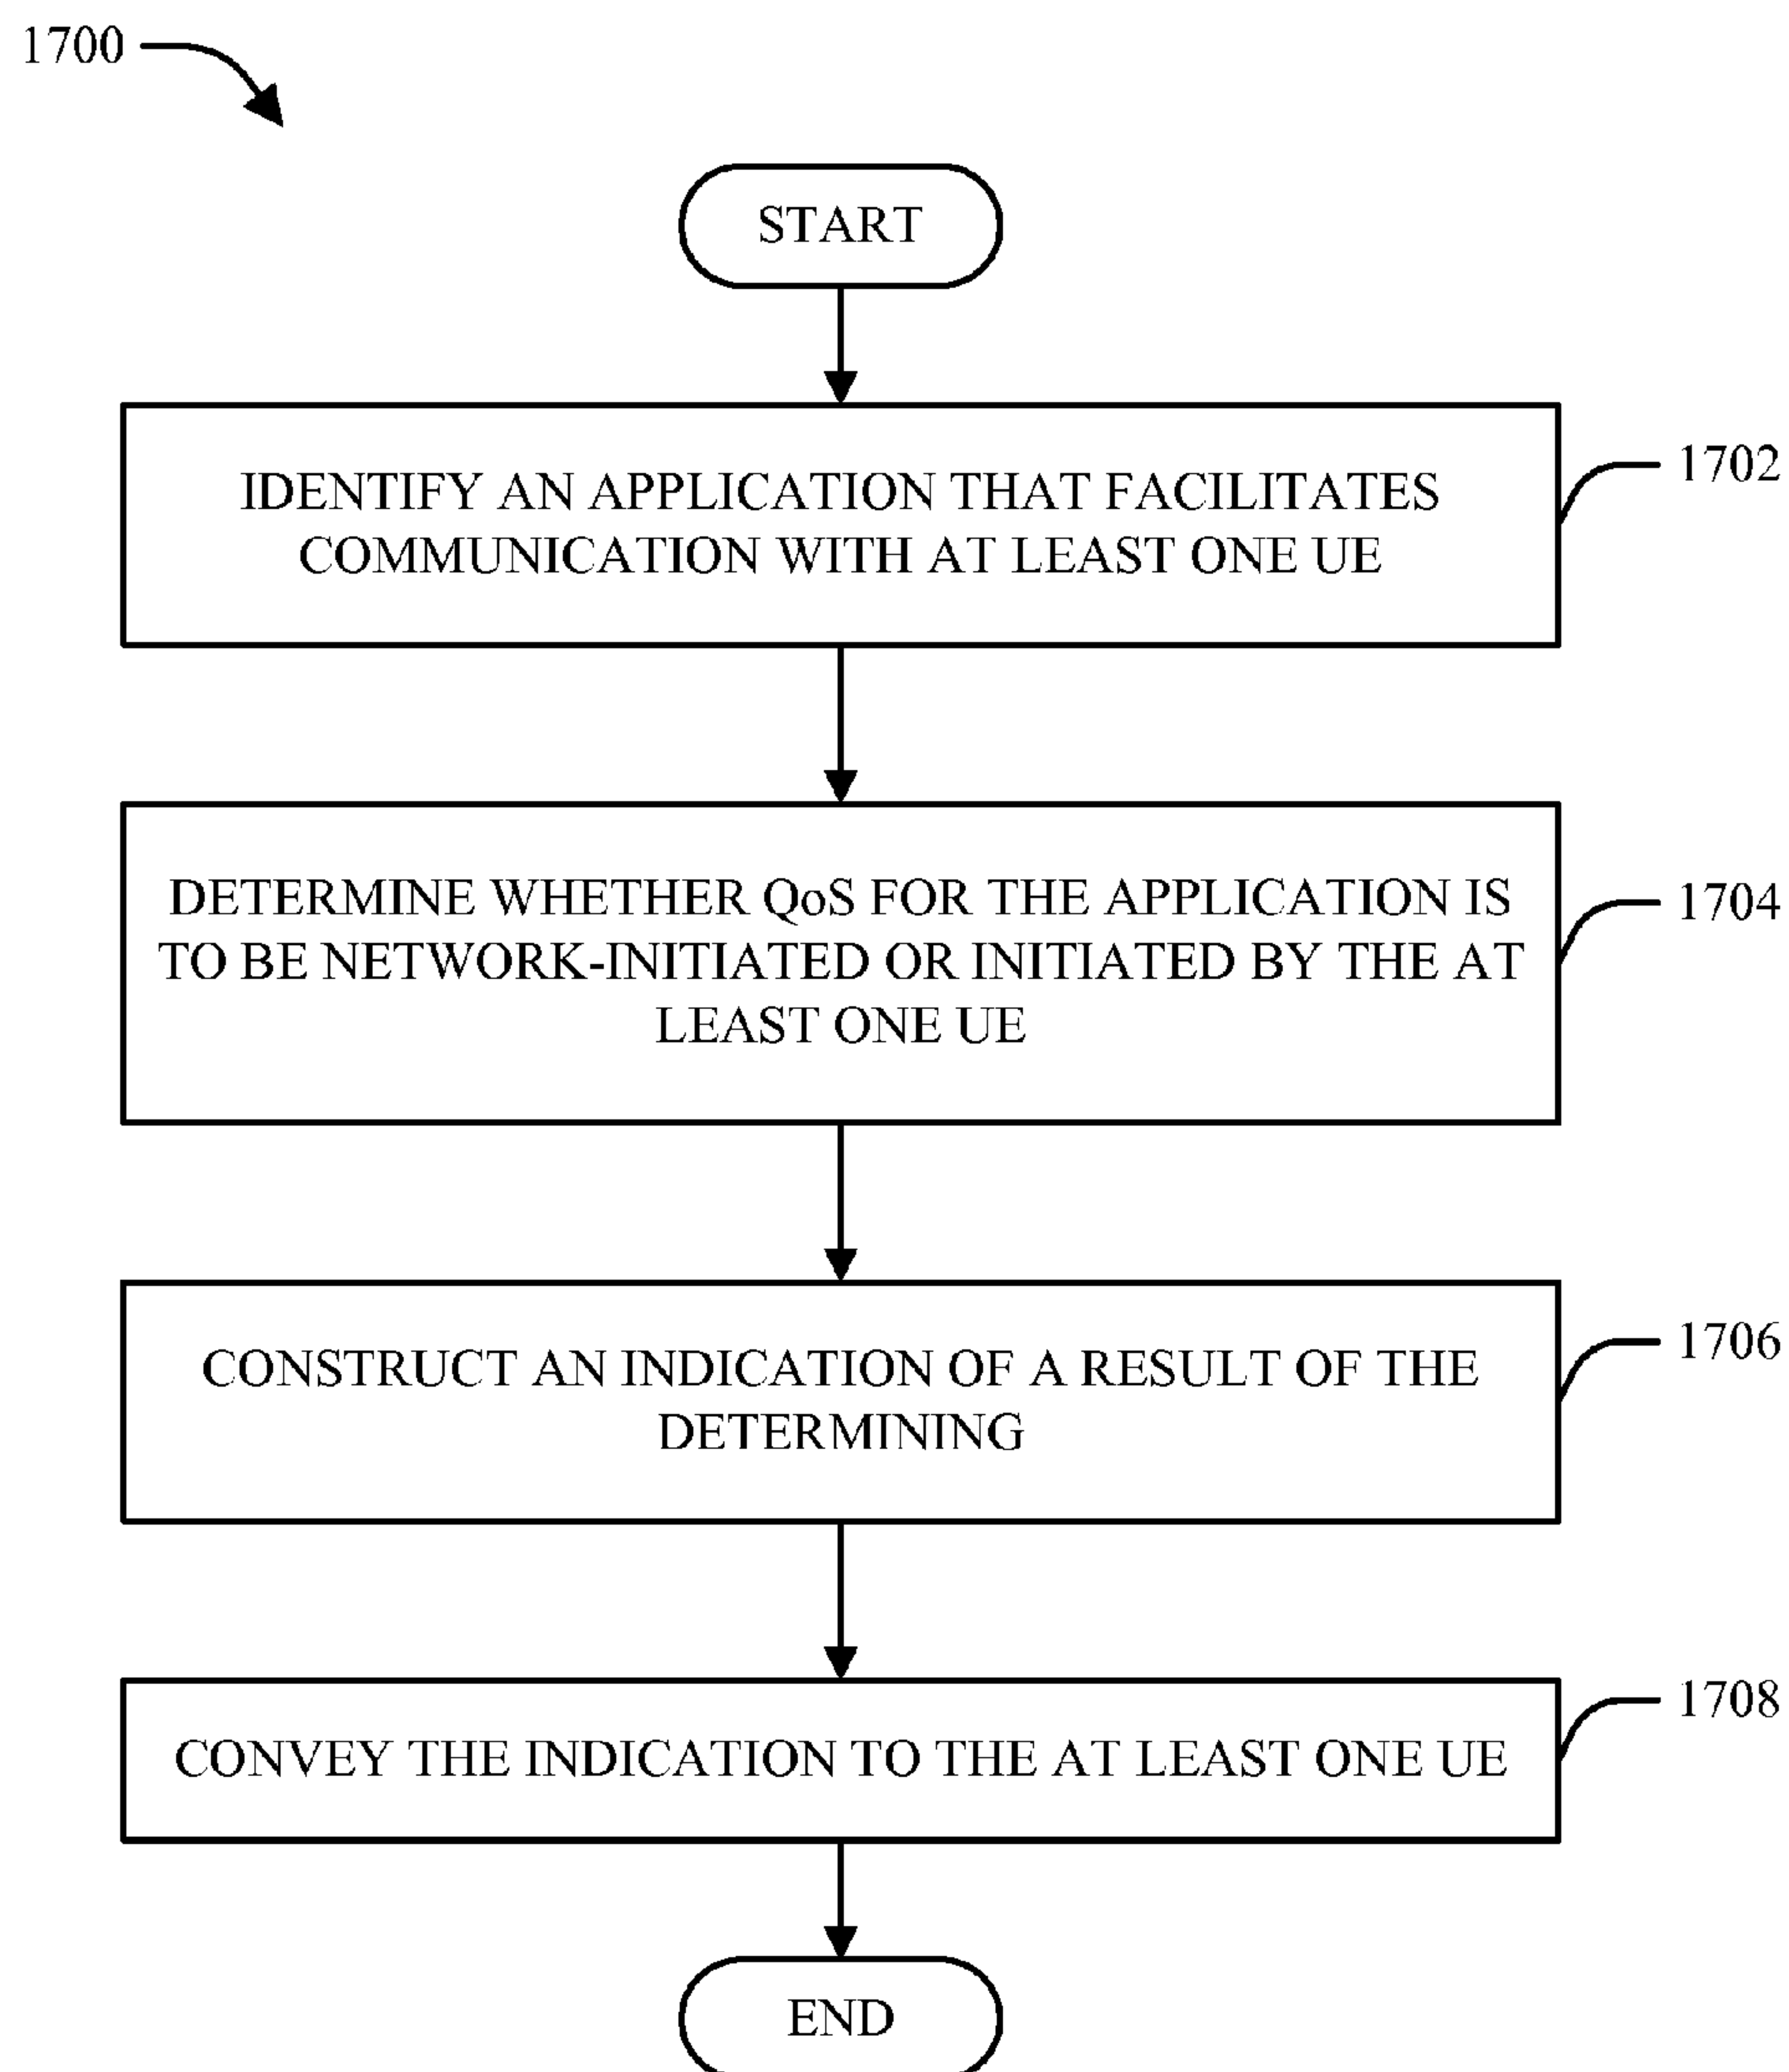 1700
START
IDENTIFY AN APPLICATION THAT FACILITATES
COMMUNICATION WITH AT LEAST ONE UE
1702
DETERMINE WHETHER QoS FOR THE APPLICATION IS
TO BE NETWORK-INITIATED OR INITIATED BY THE AT
LEAST ONE UE
1704
CONSTRUCT AN INDICATION OF A RESULT OF THE
DETERMINING
1706
CONVEY THE INDICATION TO THE AT LEAST ONE UE
1708
END